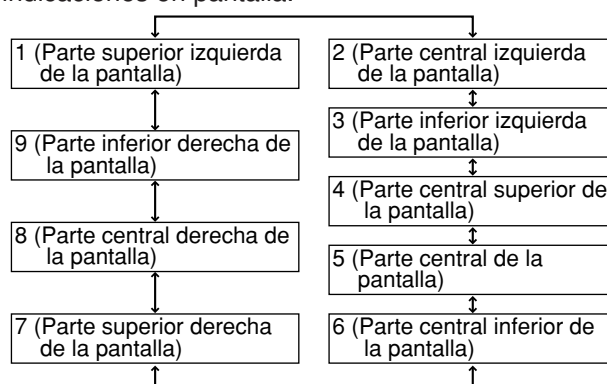 indicaciones en pantalla.
1 (Parte superior izquierda
de la pantalla)
9 (Parte inferior derecha de
la pantalla)
8 (Parte central derecha de
la pantalla)
7 (Parte superior derecha
de la pantalla)
2 (Parte central izquierda
de la pantalla)
3 (Parte inferior izquierda
de la pantalla)
4 (Parte central superior de
la pantalla)
5 (Parte central de la
pantalla)
6 (Parte central inferior de
la pantalla)